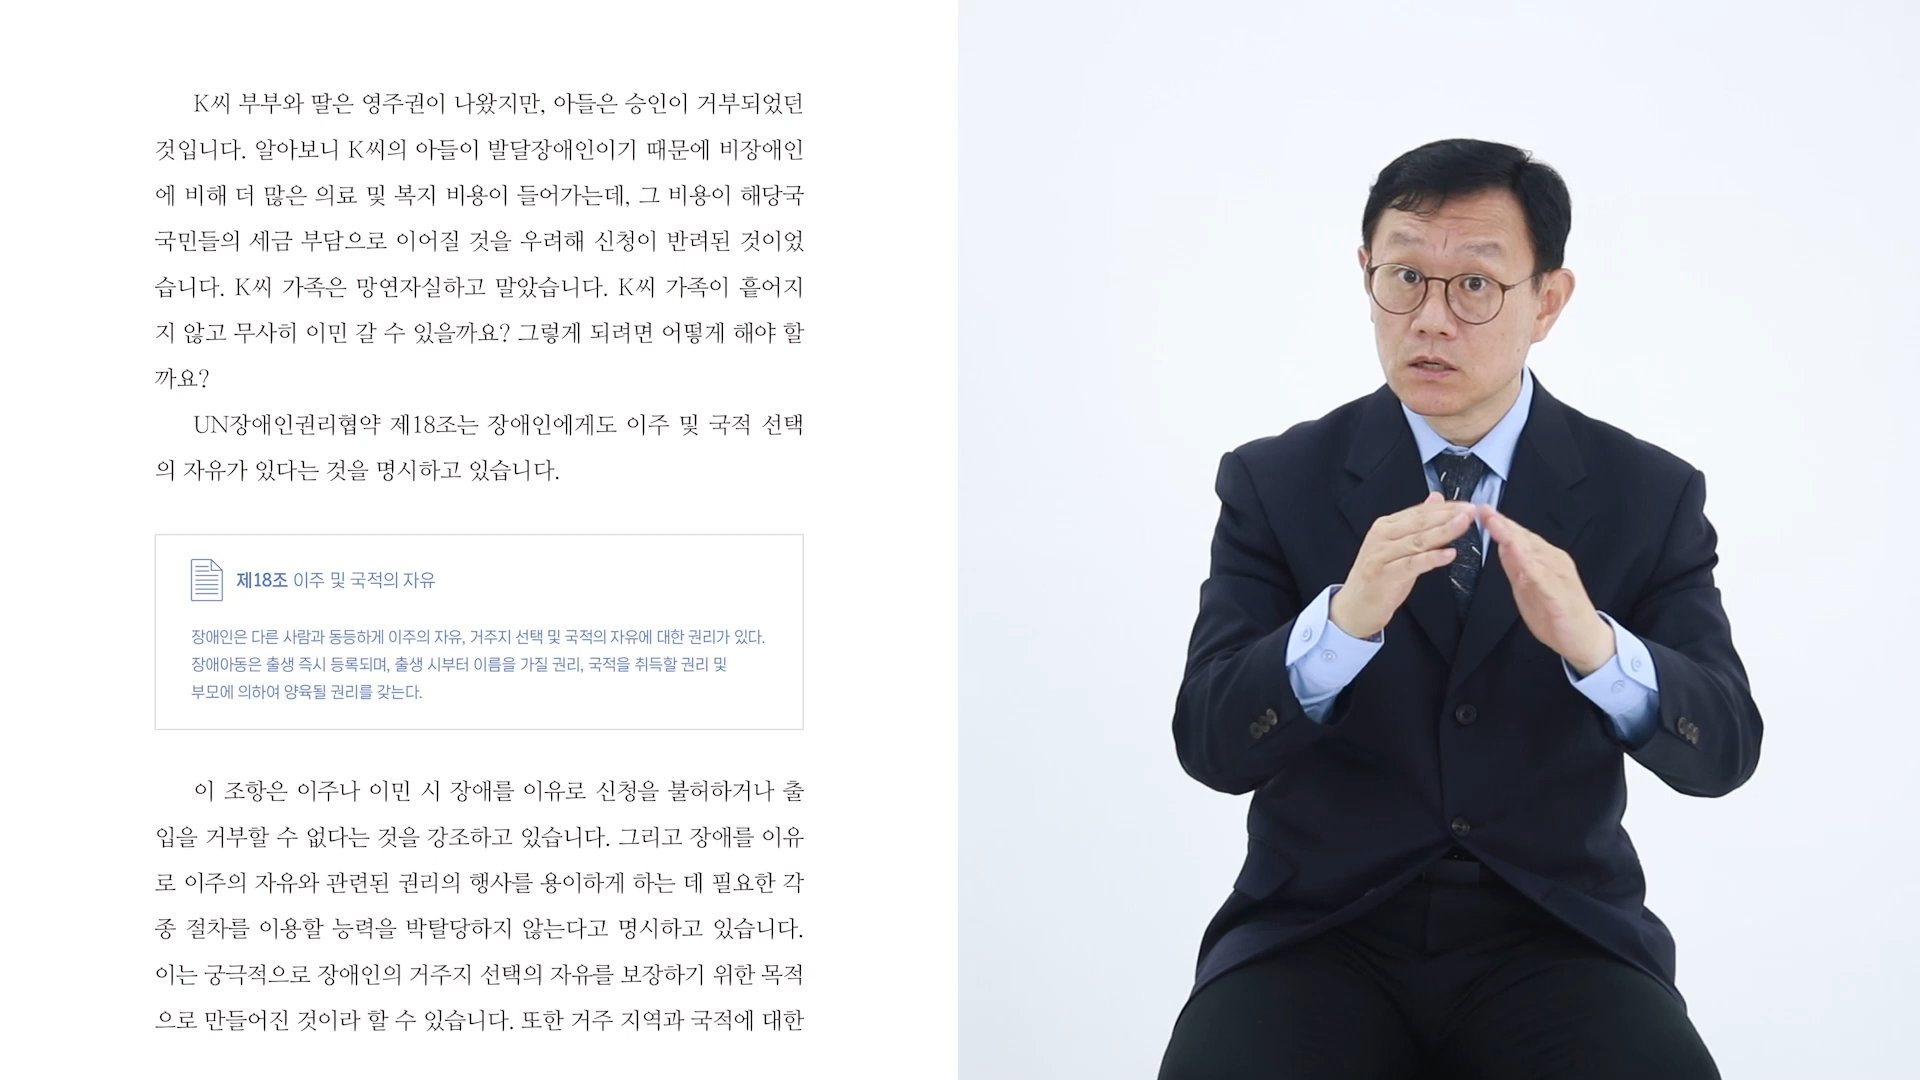 K씨 부부와 딸은 영주권이 나왔지만, 아들은 승인이 거부되었던
것입니다. 알아보니 K씨의 아들이 발달장애인이기 때문에 비장애인
에 비해 더 많은 의료 및 복지 비용이 들어가는데, 그 비용이 해당국
국민들의 세금 부담으로 이어질 것을 우려해 신청이 반려된 것이었
습니다. K씨 가족은 망연자실하고 말았습니다. K씨 가족이 흩어지
지 않고 무사히 이민 갈 수 있을까요? 그렇게 되려면 어떻게 해야 할
까요?
UN장애인권리협약 제18조는 장애인에게도 이주 및 국적 선택
의 자유가 있다는 것을 명시하고 있습니다.
제18조 이주 및 국적의 자유
장애인은 다른 사람과 동등하게 이주의 자유, 거주지 선택 및 국적의 자유에 대한 권리가 있다.
장애아동은 출생 즉시 등록되며, 출생 시부터 이름을 가질 권리, 국적을 취득할 권리 및
부모에 의하여 양육될 권리를 갖는다.
이 조항은 이주나 이민 시 장애를 이유로 신청을 불허하거나 출
입을 거부할 수 없다는 것을 강조하고 있습니다. 그리고 장애를 이유
로 이주의 자유와 관련된 권리의 행사를 용이하게 하는 데 필요한 각
종 절차를 이용할 능력을 박탈당하지 않는다고 명시하고 있습니다.
이는 궁극적으로 장애인의 거주지 선택의 자유를 보장하기 위한 목적
으로 만들어진 것이라 할 수 있습니다. 또한 거주 지역과 국적에 대한